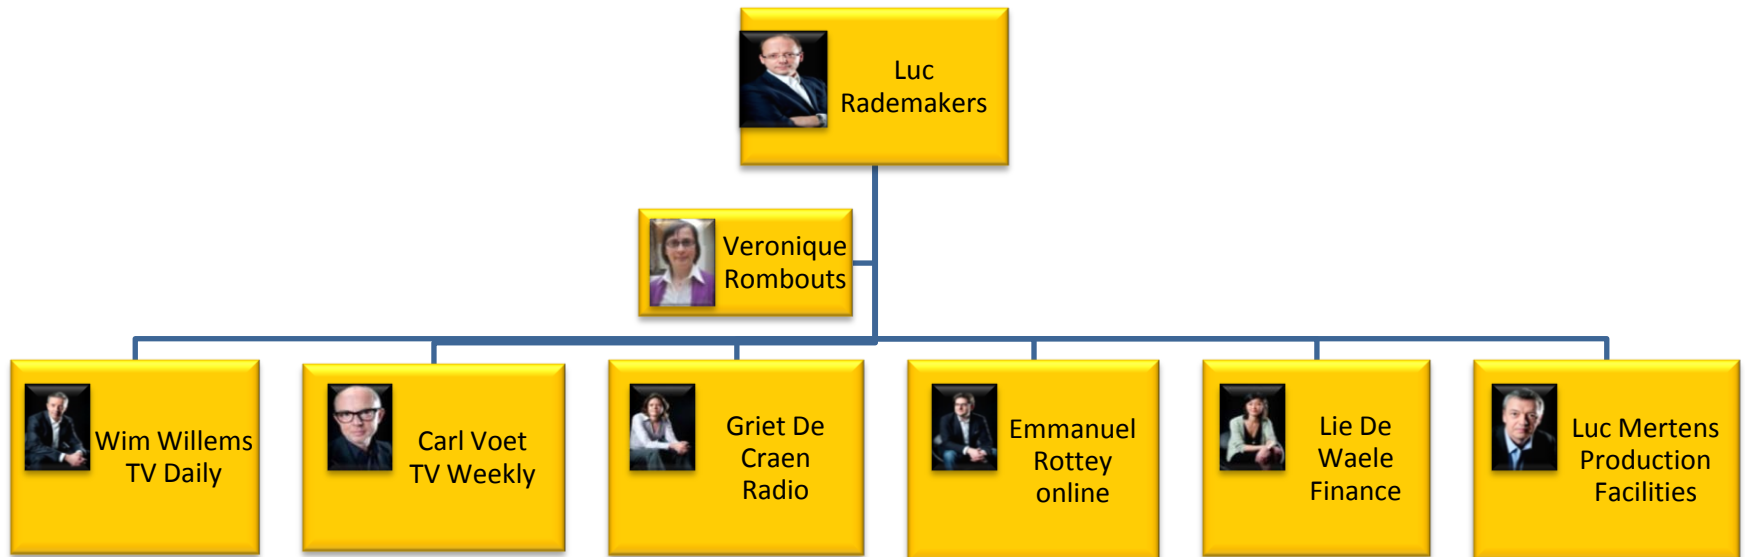 Luc
Rademakers
Veronique
Rombouts
Wim Willems
TV Daily
Carl Voet
TV Weekly
Griet De
Craen
Radio
Emmanuel
Rottey
online
Lie De
Waele
Finance
Luc Mertens
Production
Facilities